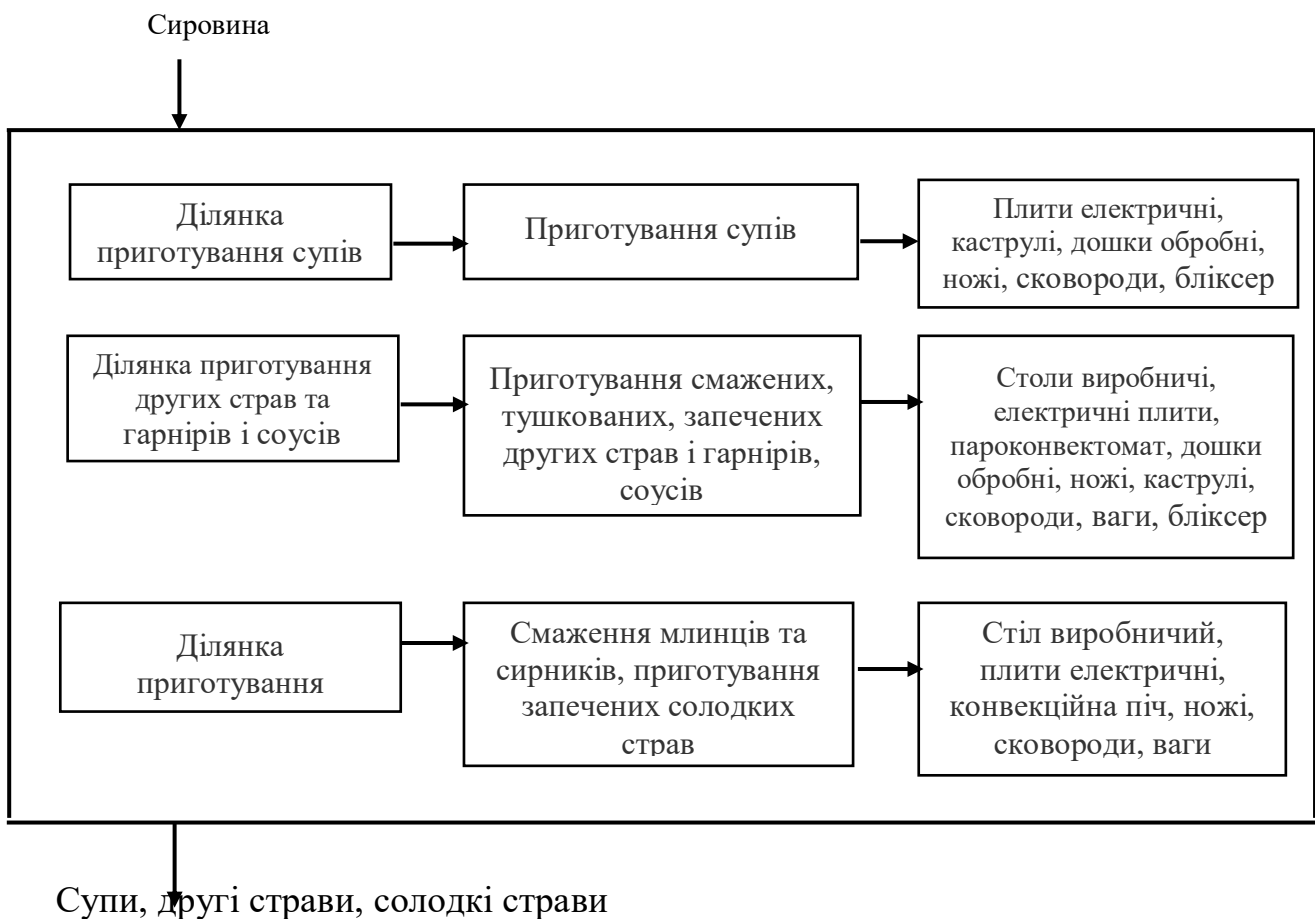 Сировина
Ділянка
приготування супів
Приготування супів
Плити електричні,
каструлі, дошки обробні,
ножі, сковороди, бліксер
Ділянка приготування
других страв та
гарнірів і соусів
Приготування смажених,
тушкованих, запечених
других страв і гарнірів,
соусів
Столи виробничі,
електричні плити,
пароконвектомат, дошки
обробні, ножі, каструлі,
сковороди, ваги, бліксер
Ділянка
приготування
Смаження млинців та
сирників, приготування
запечених солодких
страв
Стіл виробничий,
плити електричні,
конвекційна піч, ножі,
сковороди, ваги
Супи, другі страви, солодкі страви